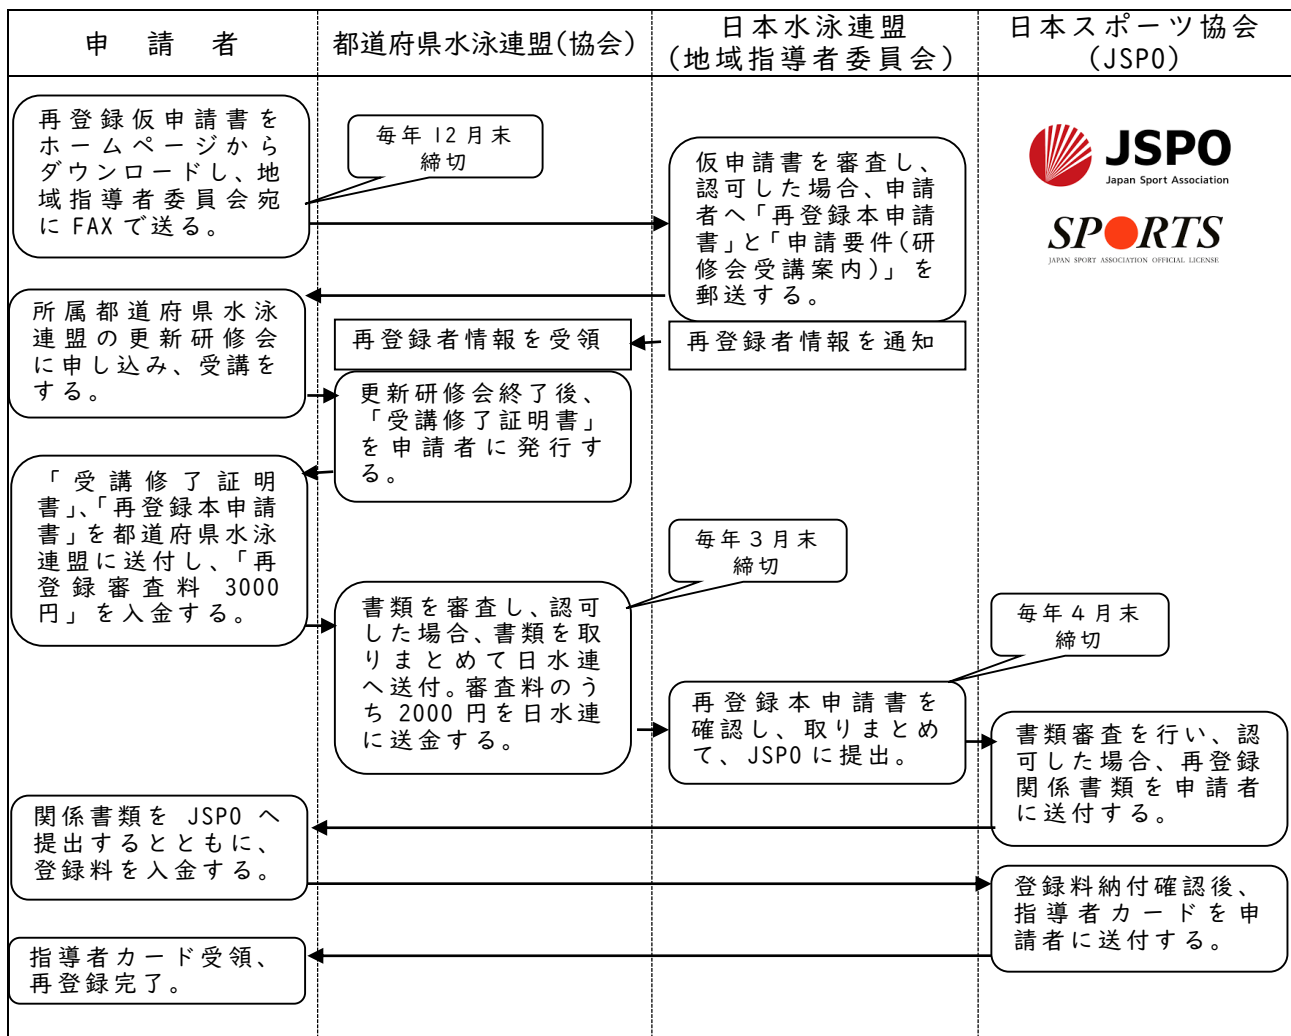 申請者
都道府県水泳連盟(協会)
日本水泳連盟
(地域指導者委員会)
日本スポーツ協会
(JSPO)
再登録仮申請書を
ホームページから
ダウンロードし、地
域指導者委員会宛
に FAX で送る。
毎年 12 月末
締切
仮申請書を審査し、
認可した場合、申請
者へ「再登録本申請
書」と「申請要件(研
修会受講案内)」を
郵送する。
JSPO
Japan Sport Association
SPORTS
JAPAN SPORT ASSOCIATION OFFICIAL LICENSE
所属都道府県水泳
連盟の更新研修会
に申し込み、受講を
する。
再登録者情報を受領
再登録者情報を通知
更新研修会終了後、
「受講修了証明書」
を申請者に発行す
る。
「受講修了証明
書」、「再登録本申請
書」を都道府県水泳
連盟に送付し、「再
登録審査料 3000
円」を入金する。
毎年 3 月末
締切
書類を審査し、認可
した場合、書類を取
りまとめて日水連
へ送付。審査料のう
ち 2000 円を日水連
に送金する。
毎年 4 月末
締切
再登録本申請書を
確認し、取りまとめ
て、JSPO に提出。
書類審査を行い、認
可した場合、再登録
関係書類を申請者
に送付する。
関係書類を JSPO へ
提出するとともに、
登録料を入金する。
登録料納付確認後、
指導者カードを申
請者に送付する。
指導者カード受領、
再登録完了。